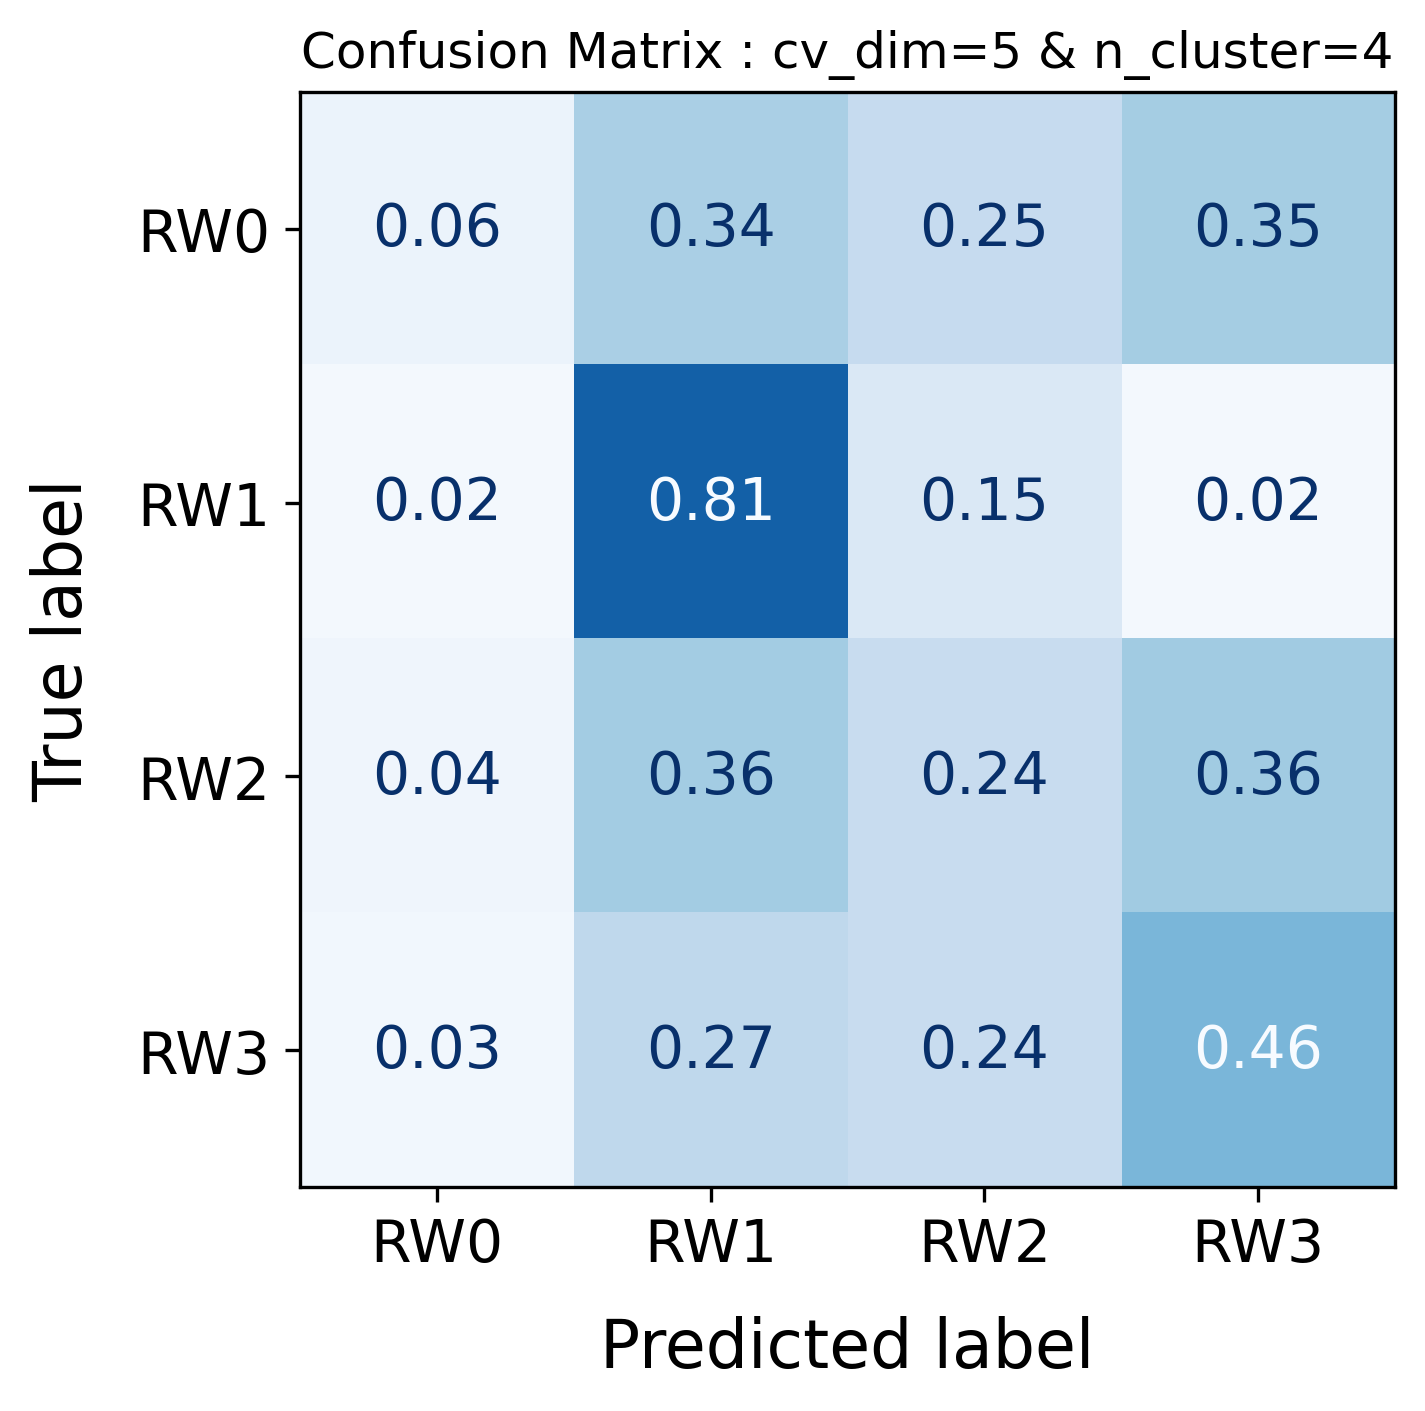 Confusion Matrix : cv_dim=5 & n_cluster=4
RW0 0.06 0.34 0.25 0.35
RW1 0.02 0.81 0.15 0.02
RW2 0.04 0.36 0.24 0.36
RW3 0.03 0.27 0.24 0.46
True label
RW0 RW1 RW2 RW3
Predicted label